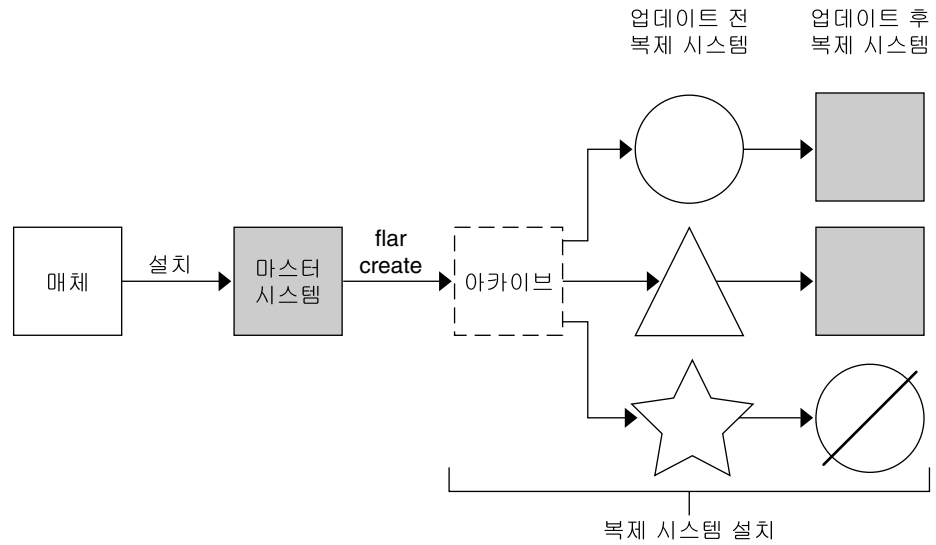 업데이트 전
복제 시스템
업데이트 후
복제 시스템
매체
설치
마스터
시스템
flar
create
아카이브
복제 시스템 설치